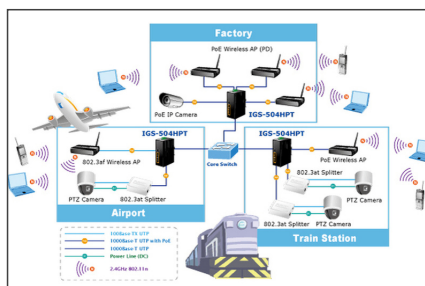 Factory
PoE Wireless AP (PD)
PoE IP Camera
IGS-504HPT
IGS-504HPT
802.3af Wireless AP
Core Switch
IGS-504HPT
PoE Wireless AP
PTZ Camera
802.3at Splitter
Airport
802.3at Splitter
PTZ Camera
802.3at Splitter
PTZ Camera
Train Station
100Base-TX UTP
1000Base-T UTP with PoE
1000Base-T UTP
Power Line (DC)
2.4GHz 802.11n